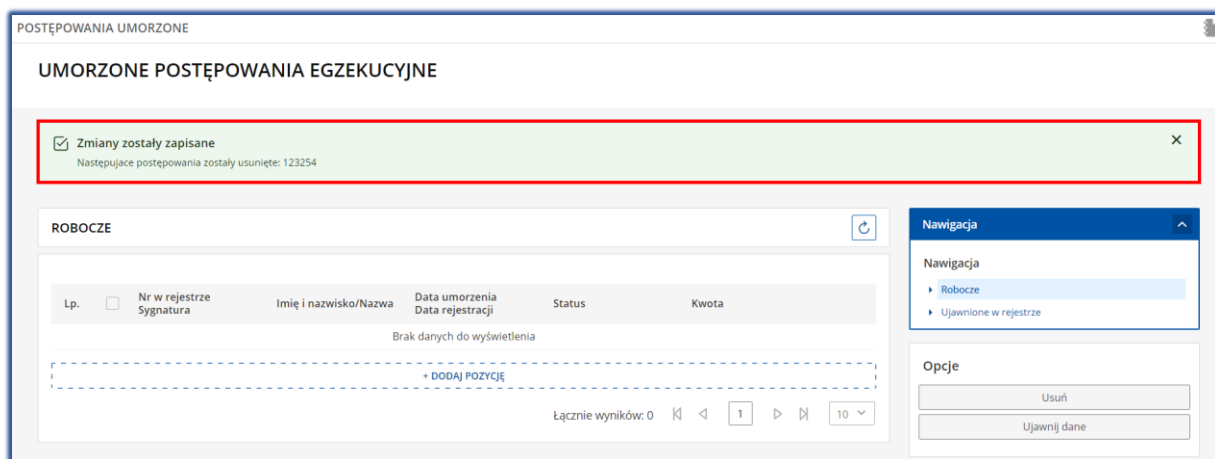 POSTĘPOWANIA UMORZONE
UMORZONE POSTĘPOWANIA EGZEKUCYJNE
Zmiany zostały zapisane
Następujace postępowania zostały usunięte: 123254
ROBOCZE
Lp. Nr w rejestrze Sygnatura Imię i nazwisko/Nazwa Data umorzenia Data rejestracji Status Kwota
Brak danych do wyświetlenia
+ DODAJ POZYCJĘ
Łącznie wyników: 0 1 10
Nawigacja
Nawigacja
Robocze
Ujawnione w rejestrze
Opcje
Usuń
Ujawnij dane